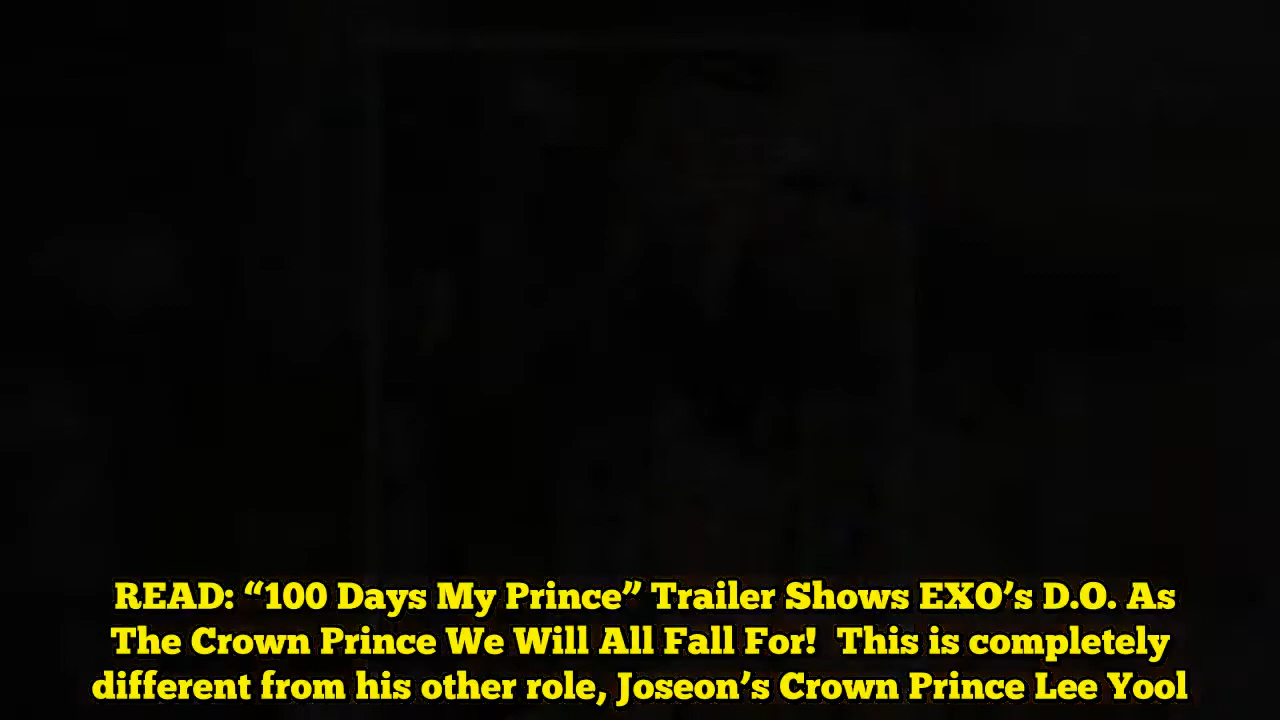 READ: “100 Days My Prince” Trailer Shows EXO’s D.O. As
The Crown Prince We Will All Fall For!  This is completely
different from his other role, Joseon’s Crown Prince Lee Yool